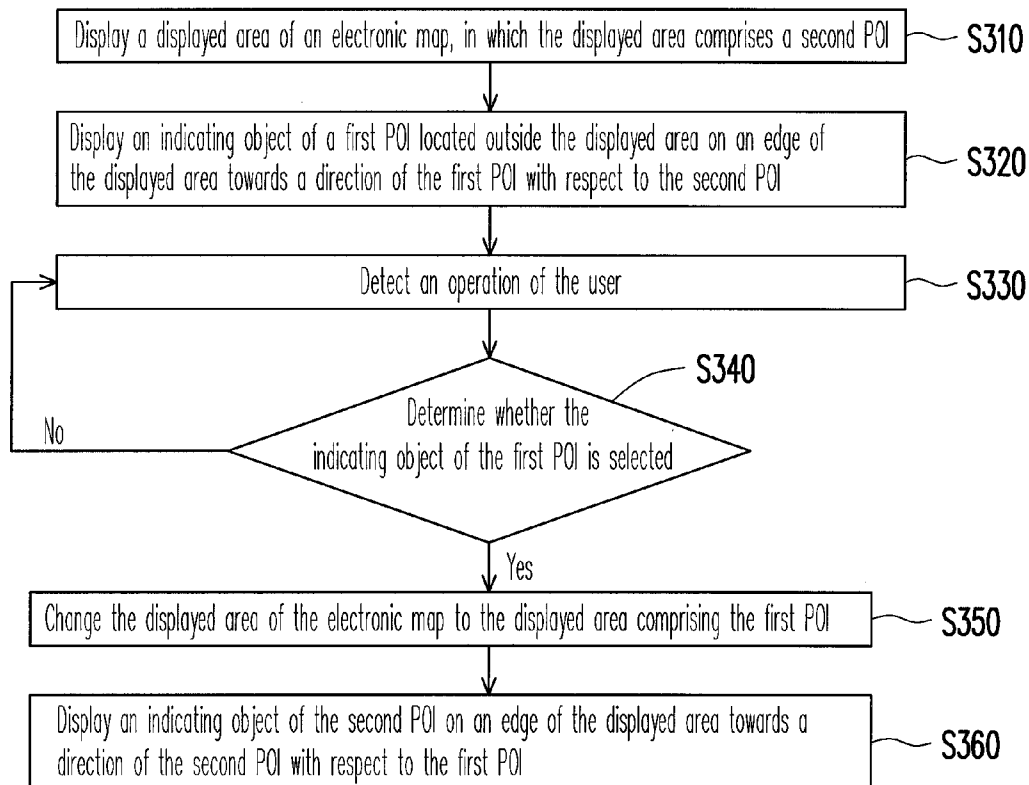 Display a displayed area of an electronic map, in which the displayed area comprises a second POI
S310
Display an indicating object of a first POI located outside the displayed area on an edge of
the displayed area towards a direction of the first POI with respect to the second POI
S320
Detect an operation of the user
S330
S340
Determine whether the
indicating object of the first POI is selected
No
Yes
Change the displayed area of the electronic map to the displayed area comprising the first POI
S350
Display an indicating object of the second POI on an edge of the displayed area towards a
direction of the second POI with respect to the first POI
S360